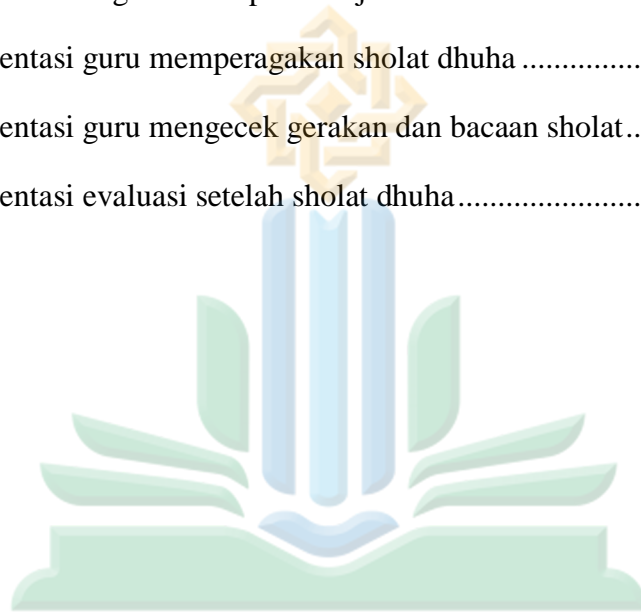 entasi guru memperagakan sholat dhuha ...............
entasi guru mengecek gerakan dan bacaan sholat ..
entasi evaluasi setelah sholat dhuha .......................